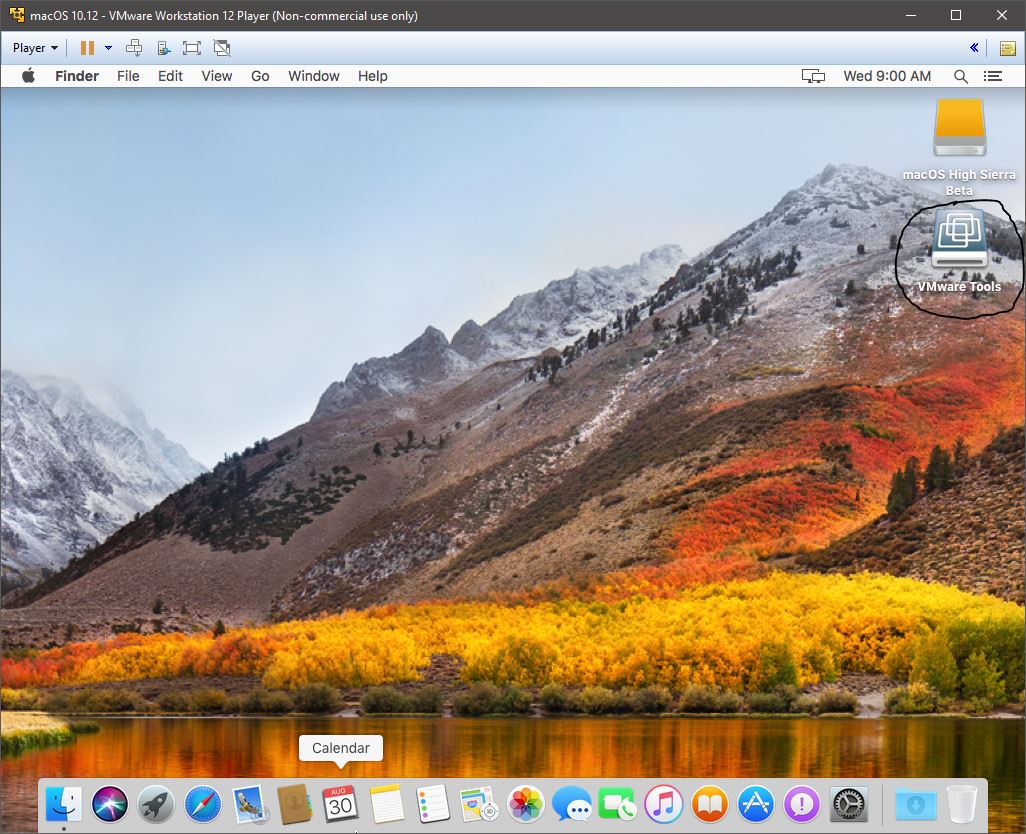 macOS 10.12 - VMware Workstation 12 Player (Non-commercial use only)
Player
Finder File Edit View Go Window Help Wed 9:00 AM
macOS High Sierra
Beta
VMware Tools
Calendar
AUG
30